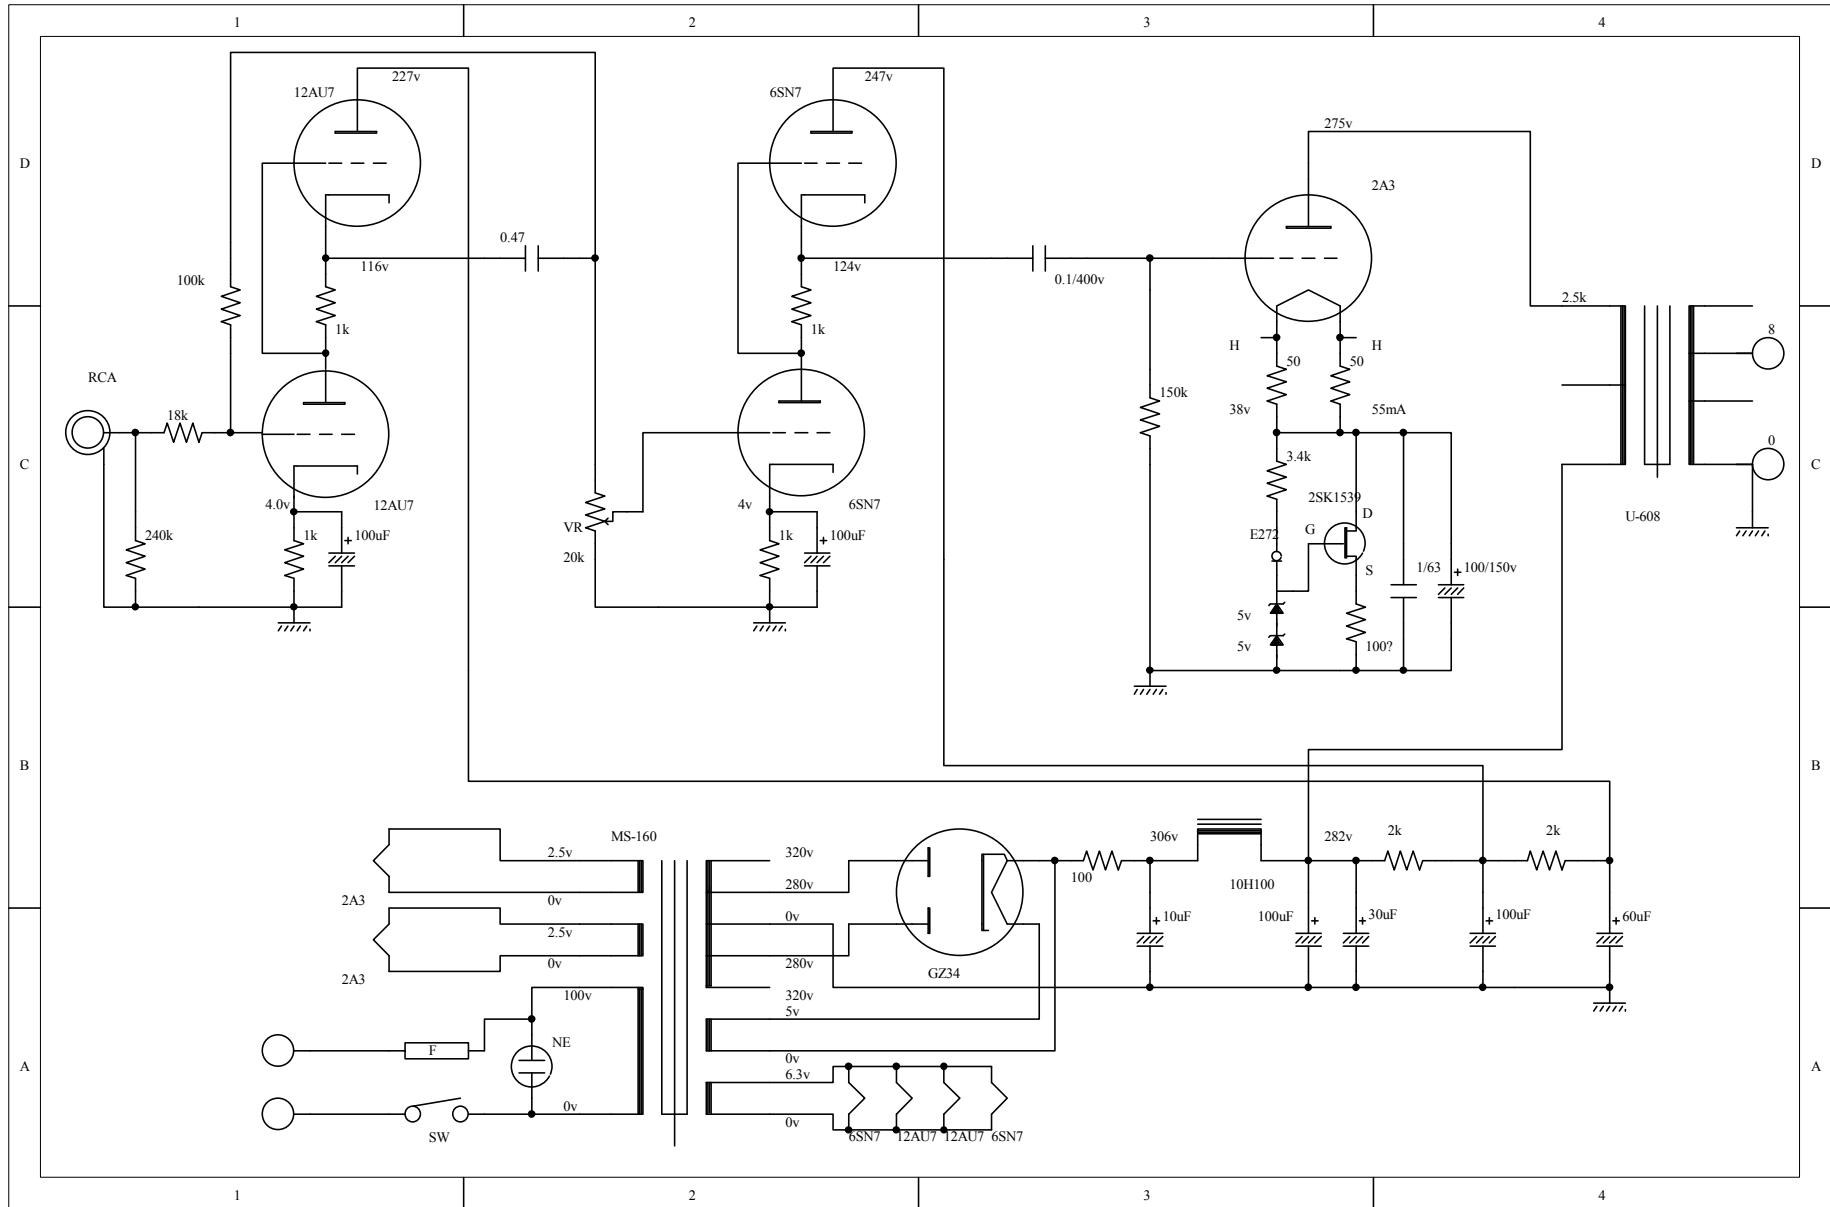 1
2
3
4
227v
247v
12AU7
6SN7
275v
D
D
2A3
0.47
116v
124v
0.1/400v
100k
2.5k
1k
1k
8
H
H
50
50
RCA
150k
38v
55mA
18k
0
C
C
3.4k
2SK1539
4.0v
12AU7
4v
6SN7
D
U-608
VR
G
E272
240k
1k
+
100uF
1k
+
100uF
20k
S
1/63
+
100/150v
5v
5v
100?
B
B
MS-160
306v
282v
2k
2k
2.5v
320v
100
10H100
280v
2A3
0v
0v
+
10uF
100uF
+
+
30uF
+
100uF
+
60uF
2.5v
0v
280v
GZ34
2A3
100v
320v
5v
NE
F
0v
A
A
6.3v
0v
0v
SW
6SN7
12AU7
12AU7
6SN7
1
2
3
4